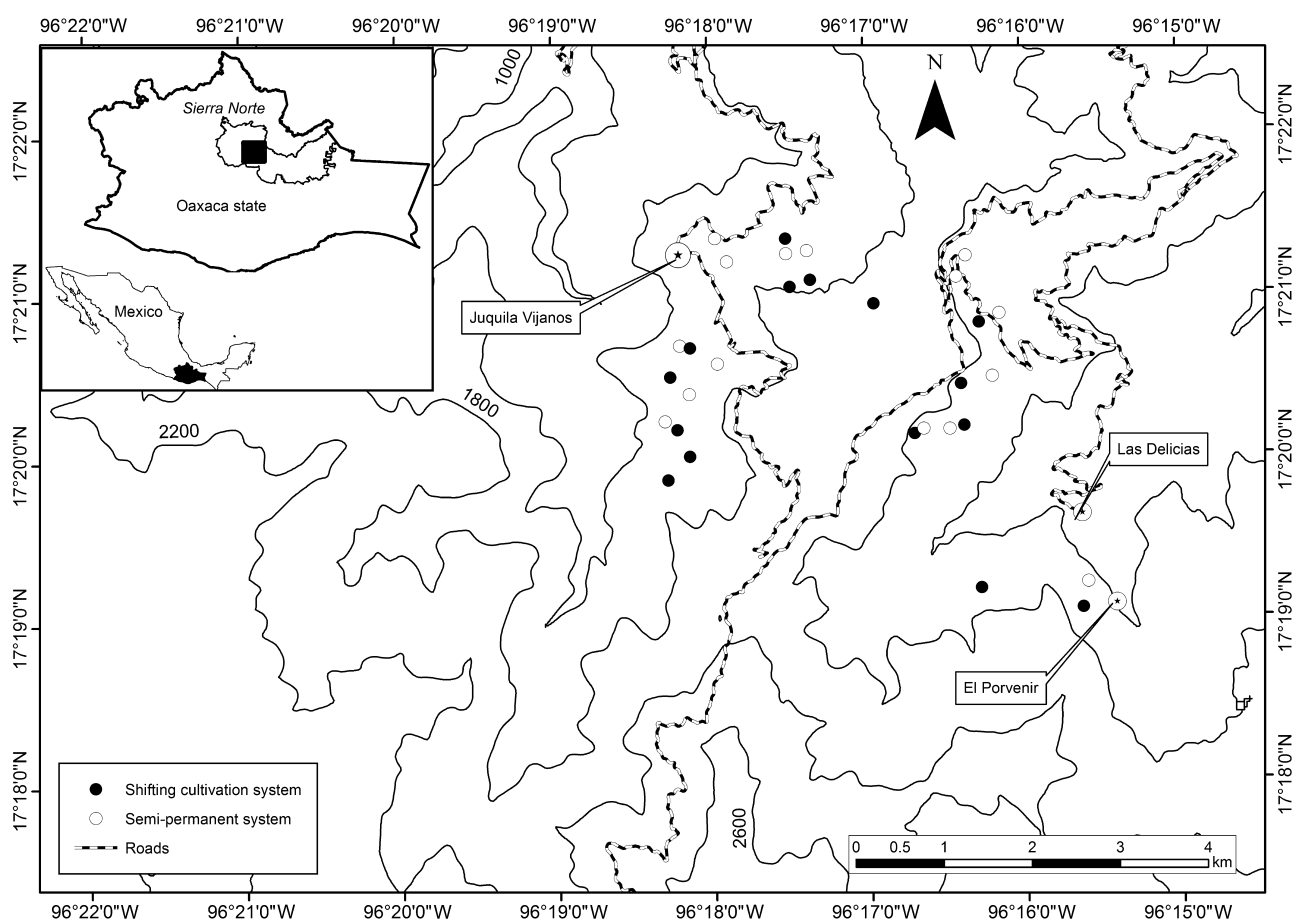 96°22'0"W 96°21'0"W 96°20'0"W 96°19'0"W 96°18'0"W 96°17'0"W 96°16'0"W 96°15'0"W
1000
N
Sierra Norte
17°22'0"N
17°22'0"N
Oaxaca state
17°21'0"N
17°21'0"N
Mexico
Juquila Vijanos
1800
2200
17°20'0"N
17°20'0"N
Las Delicias
17°19'0"N
17°19'0"N
El Porvenir
17°18'0"N
17°18'0"N
Shifting cultivation system
Semi-permanent system
Roads
2600
0 0.5 1 2 3 4
km
96°22'0"W 96°21'0"W 96°20'0"W 96°19'0"W 96°18'0"W 96°17'0"W 96°16'0"W 96°15'0"W